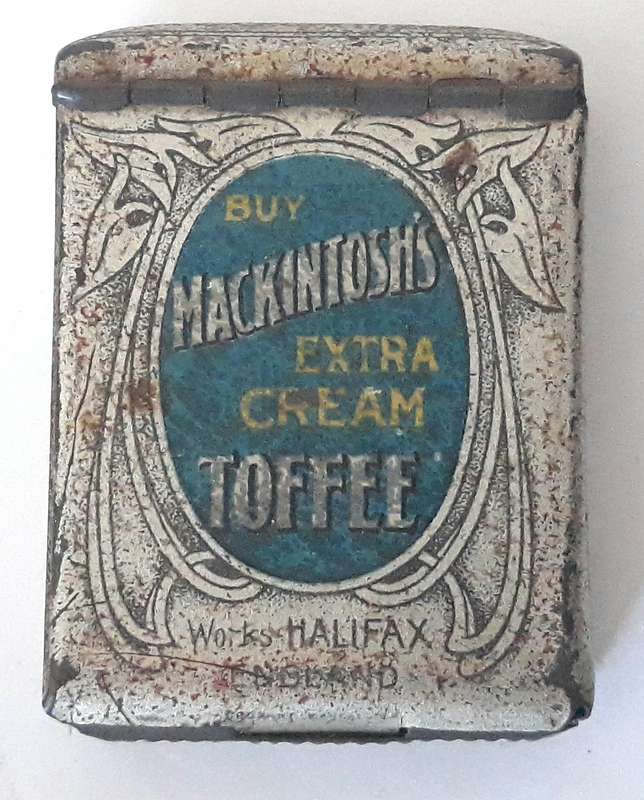 BUY
MACKINTOSH'S
EXTRA
CREAM
TOFFEE
Works HALIFAX
ENGLAND